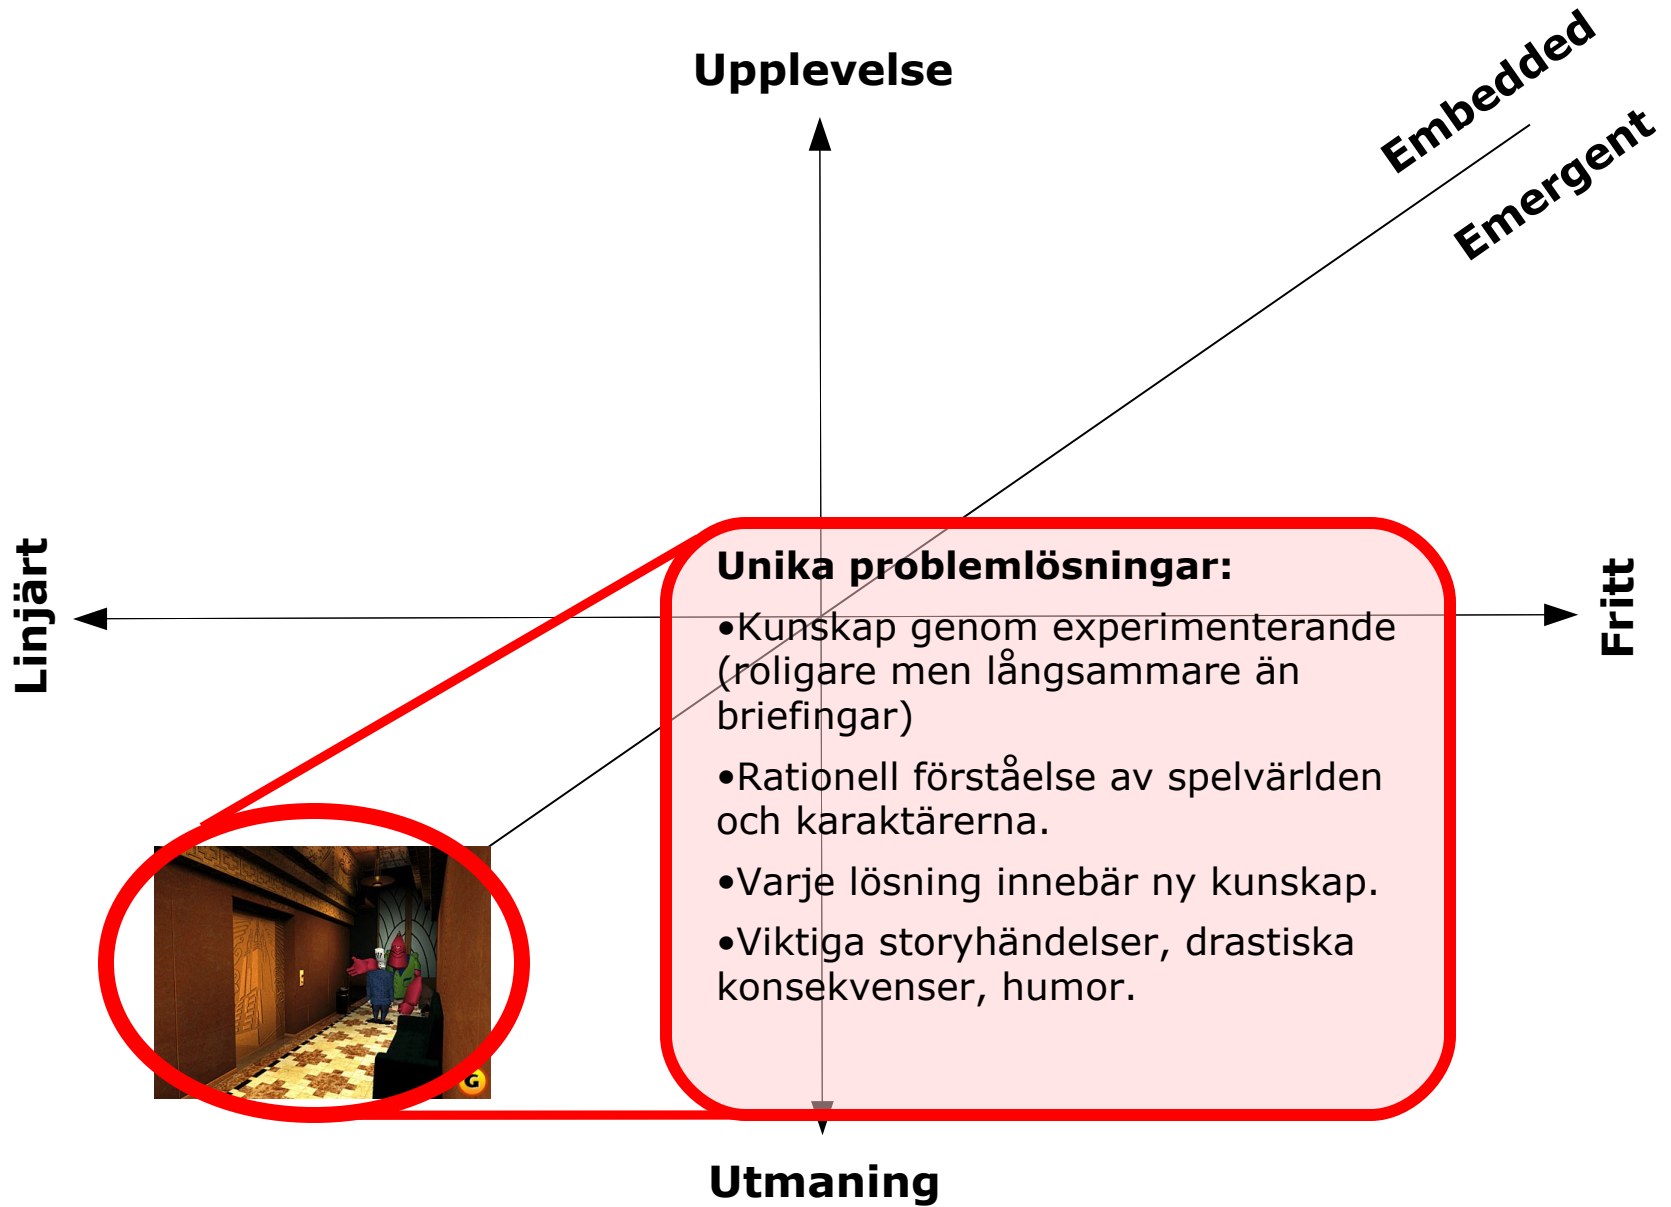 Upplevelse
Embedded
Emergent
Linjärt
Fritt
Unika problemlösningar:
•Kunskap genom experimenterande
(roligare men långsammare än
briefingar)
•Rationell förståelse av spelvärlden
och karaktärerna.
•Varje lösning innebär ny kunskap.
•Viktiga storyhändelser, drastiska
konsekvenser, humor.
G
Utmaning